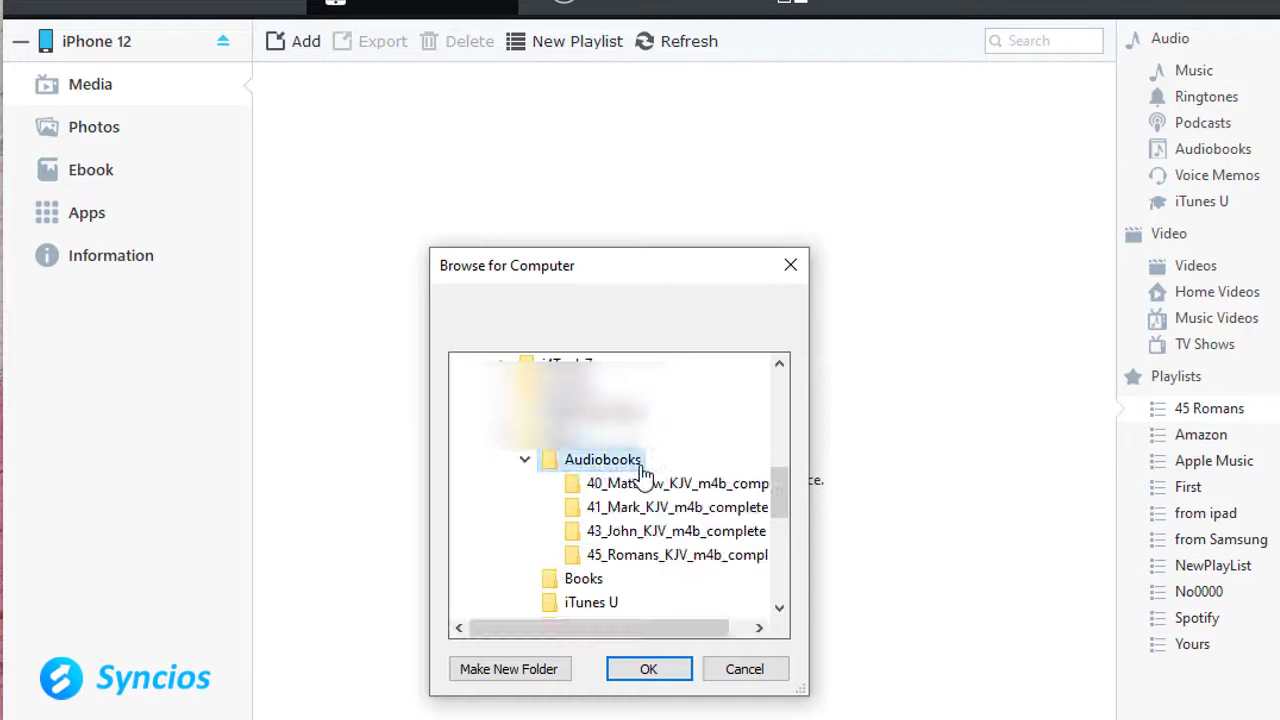 iPhone 12
Add
Export
Delete
New Playlist
Refresh
Search
Media
Photos
Ebook
Apps
Information
Syncios
Browse for Computer
Audiobooks
40_Matthew_KJV_m4b_comp
41_Mark_KJV_m4b_complete
43_John_KJV_m4b_complete
45_Romans_KJV_m4b_compl
Books
iTunes U
Make New Folder
OK
Cancel
ce.
Audio
Music
Ringtones
Podcasts
Audiobooks
Voice Memos
iTunes U
Video
Videos
Home Videos
Music Videos
TV Shows
Playlists
45 Romans
Amazon
Apple Music
First
from ipad
from Samsung
NewPlayList
No0000
Spotify
Yours